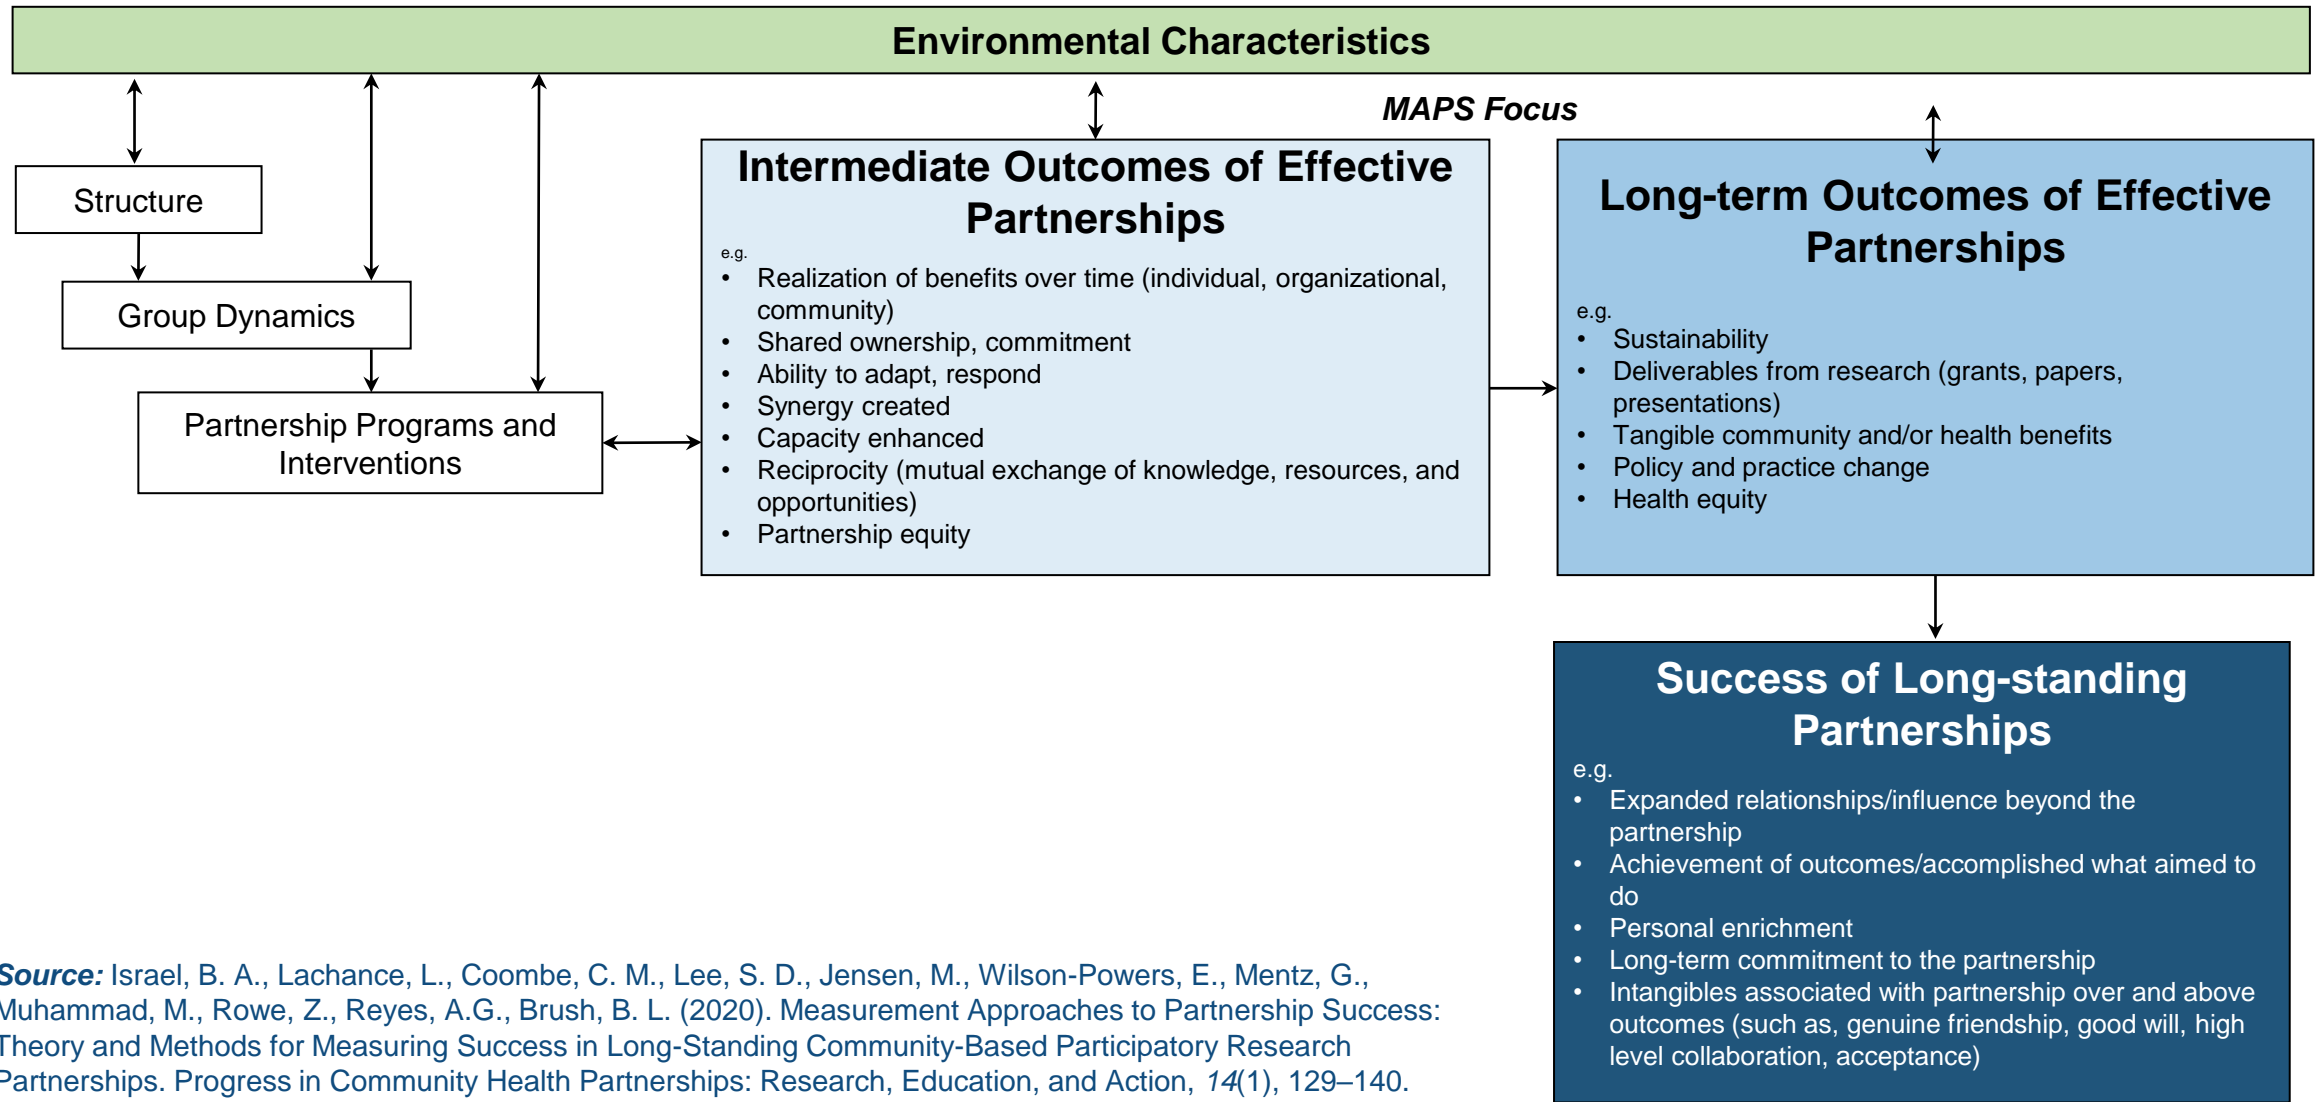 Environmental Characteristics
MAPS Focus
Structure
Group Dynamics
Partnership Programs and
Interventions
Intermediate Outcomes of Effective
Partnerships
e.g.
• Realization of benefits over time (individual, organizational,
community)
• Shared ownership, commitment
• Ability to adapt, respond
• Synergy created
• Capacity enhanced
• Reciprocity (mutual exchange of knowledge, resources, and
opportunities)
• Partnership equity
Long-term Outcomes of Effective
Partnerships
e.g.
• Sustainability
• Deliverables from research (grants, papers,
presentations)
• Tangible community and/or health benefits
• Policy and practice change
• Health equity
Success of Long-standing
Partnerships
e.g.
• Expanded relationships/influence beyond the
partnership
• Achievement of outcomes/accomplished what aimed to
do
• Personal enrichment
• Long-term commitment to the partnership
• Intangibles associated with partnership over and above
outcomes (such as, genuine friendship, good will, high
level collaboration, acceptance)
Source: Israel, B. A., Lachance, L., Coombe, C. M., Lee, S. D., Jensen, M., Wilson-Powers, E., Mentz, G.,
Muhammad, M., Rowe, Z., Reyes, A.G., Brush, B. L. (2020). Measurement Approaches to Partnership Success:
Theory and Methods for Measuring Success in Long-Standing Community-Based Participatory Research
Partnerships. Progress in Community Health Partnerships: Research, Education, and Action, 14(1), 129–140.